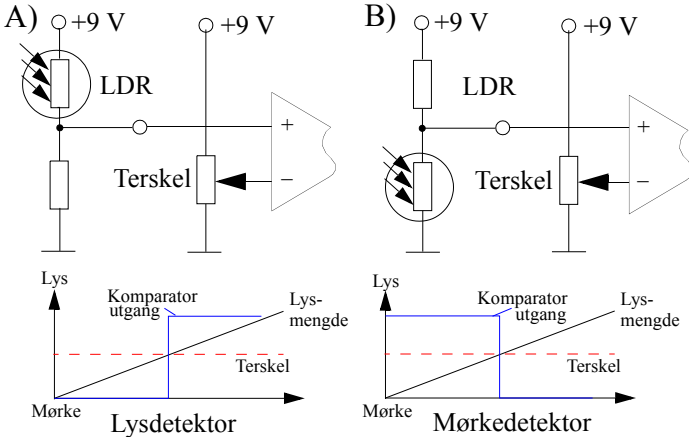 A)
+9 V
+9 V
LDR
+
Terskel
−
Lys
Komparator
utgang
Lys-
mengde
Terskel
Mørke
Lysdetektor
B)
+9 V
+9 V
LDR
+
Terskel
−
Lys
Komparator
utgang
Lys-
mengde
Terskel
Mørke
Mørkedetektor